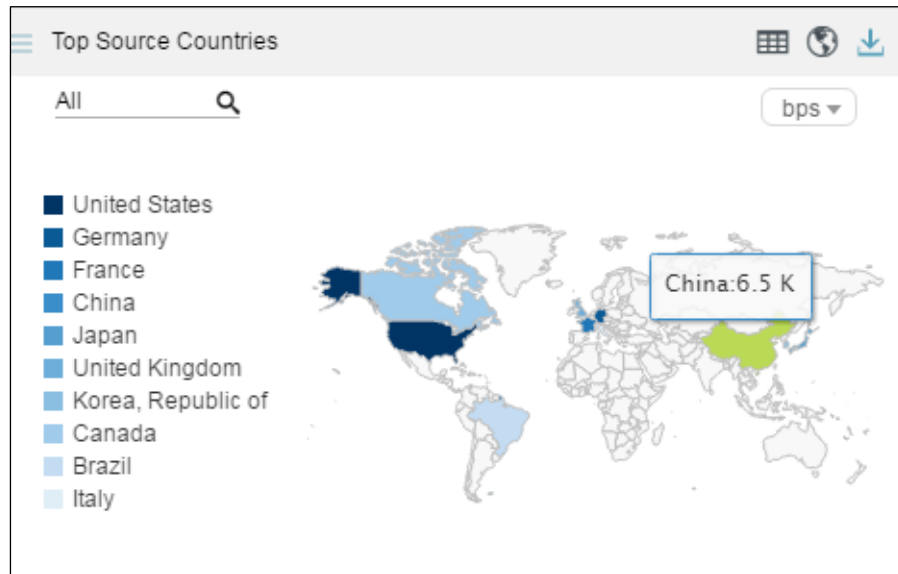 Top Source Countries
All
bps
United States
Germany
France
China
Japan
United Kingdom
Korea, Republic of
Canada
Brazil
Italy
China:6.5 K